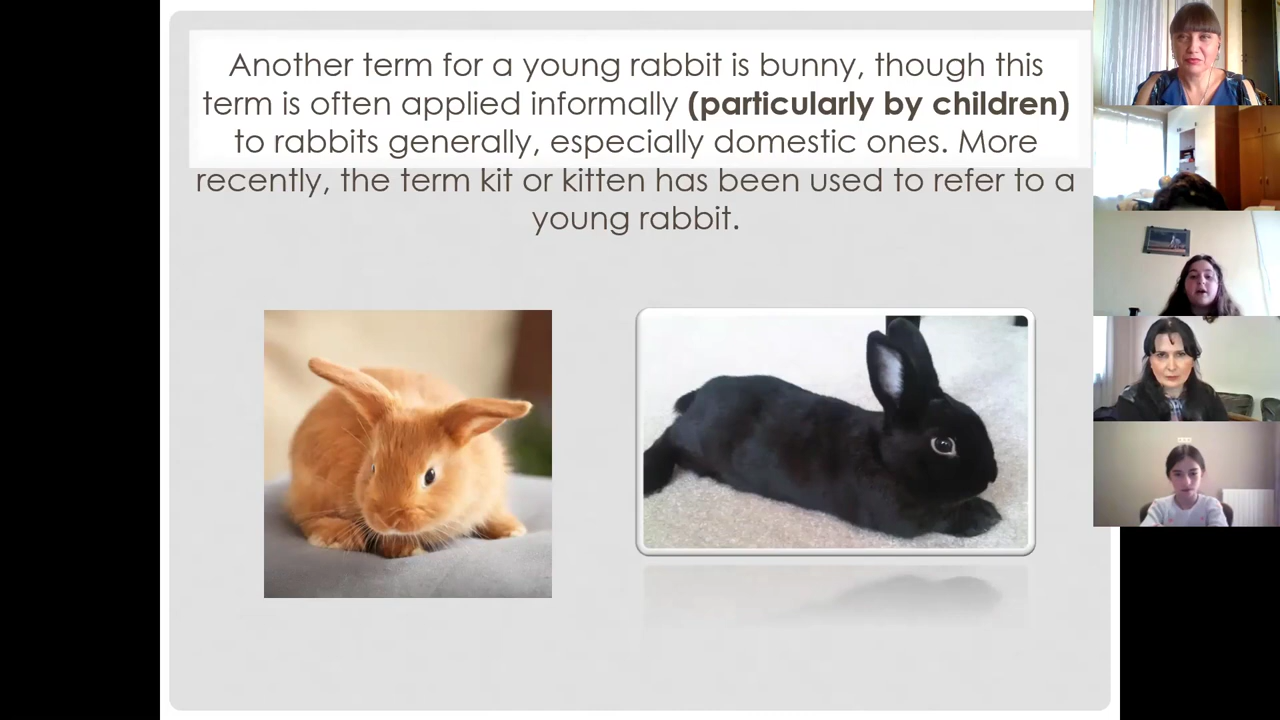 Another term for a young rabbit is bunny, though this
term is often applied informally (particularly by children)
to rabbits generally, especially domestic ones. More
recently, the term kit or kitten has been used to refer to a
young rabbit.